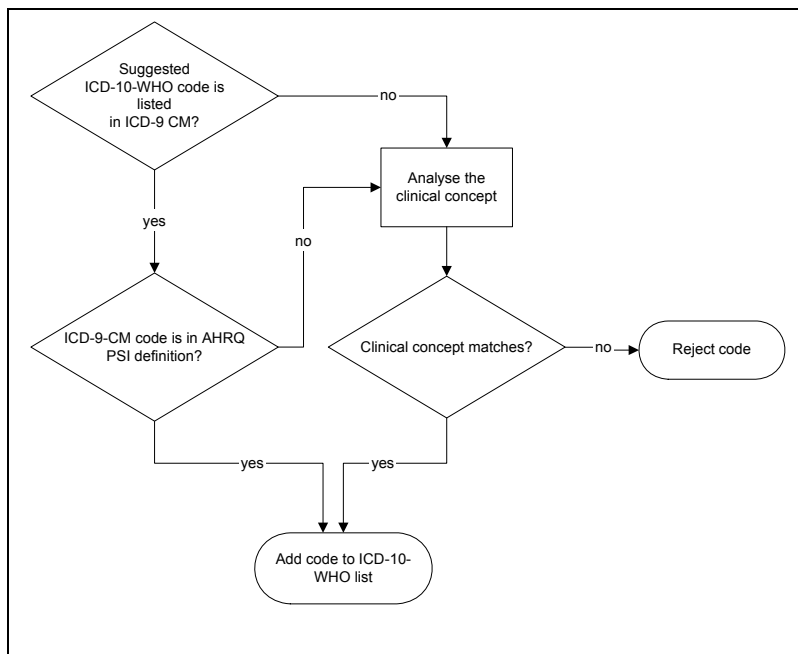 Suggested
ICD-10-WHO code is
listed
in ICD-9 CM?
no
Analyse the
clinical concept
yes
no
ICD-9-CM code is in AHRQ
PSI definition?
Clinical concept matches?
no
Reject code
yes
yes
Add code to ICD-10-
WHO list